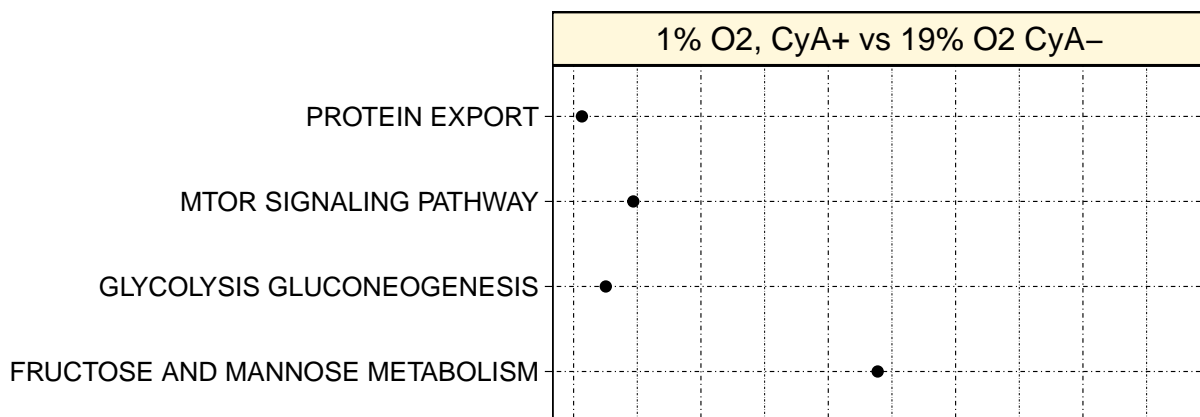 1% O2, CyA+ vs 19% O2 CyA−
PROTEIN EXPORT
MTOR SIGNALING PATHWAY
GLYCOLYSIS GLUCONEOGENESIS
FRUCTOSE AND MANNOSE METABOLISM